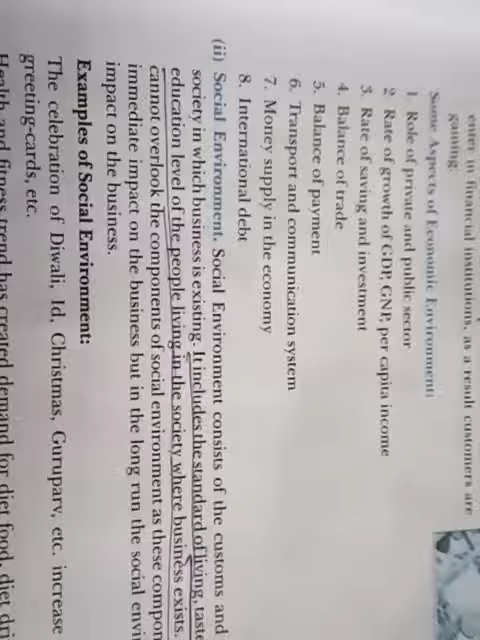 enter in financial institutions, as a result customers are
gaining.
Some Aspects of Economic Environment:
1. Role of private and public sector
2. Rate of growth of GDP, GNP, per capita income
3. Rate of saving and investment
4. Balance of trade
5. Balance of payment
6. Transport and communication system
7. Money supply in the economy
8. International debt
(ii) Social Environment. Social Environment consists of the customs and
society in which business is existing. It includes the standard of living, taste
education level of the people living in the society where business exists.
cannot overlook the components of social environment as these compon
immediate impact on the business but in the long run the social envi
impact on the business.
Examples of Social Environment:
The celebration of Diwali, Id, Christmas, Gurupurv, etc. increase
greeting-cards, etc.
Health and fitness trend has created demand for diet food, diet dri